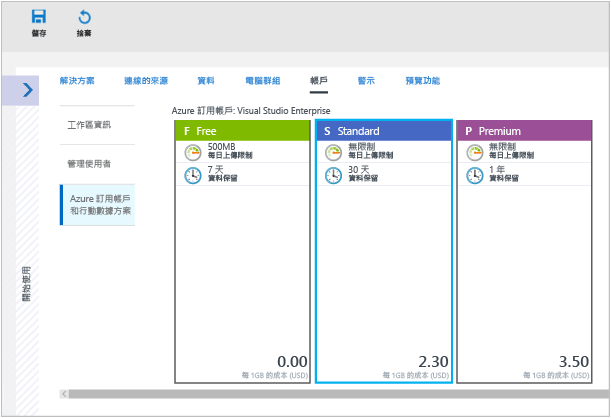 儲存
捨棄
解決方案
連線的來源
資料
電腦群組
帳戶
警示
預覽功能
Azure 訂用帳戶: Visual Studio Enterprise
工作區資訊
管理使用者
Azure 訂用帳戶
和行動數據方案
開始使用
F Free
500MB
每日上傳限制
7 天
資料保留
0.00
每 1GB 的成本 (USD)
S Standard
無限制
每日上傳限制
30 天
資料保留
2.30
每 1GB 的成本 (USD)
P Premium
無限制
每日上傳限制
1 年
資料保留
3.50
每 1GB 的成本 (USD)